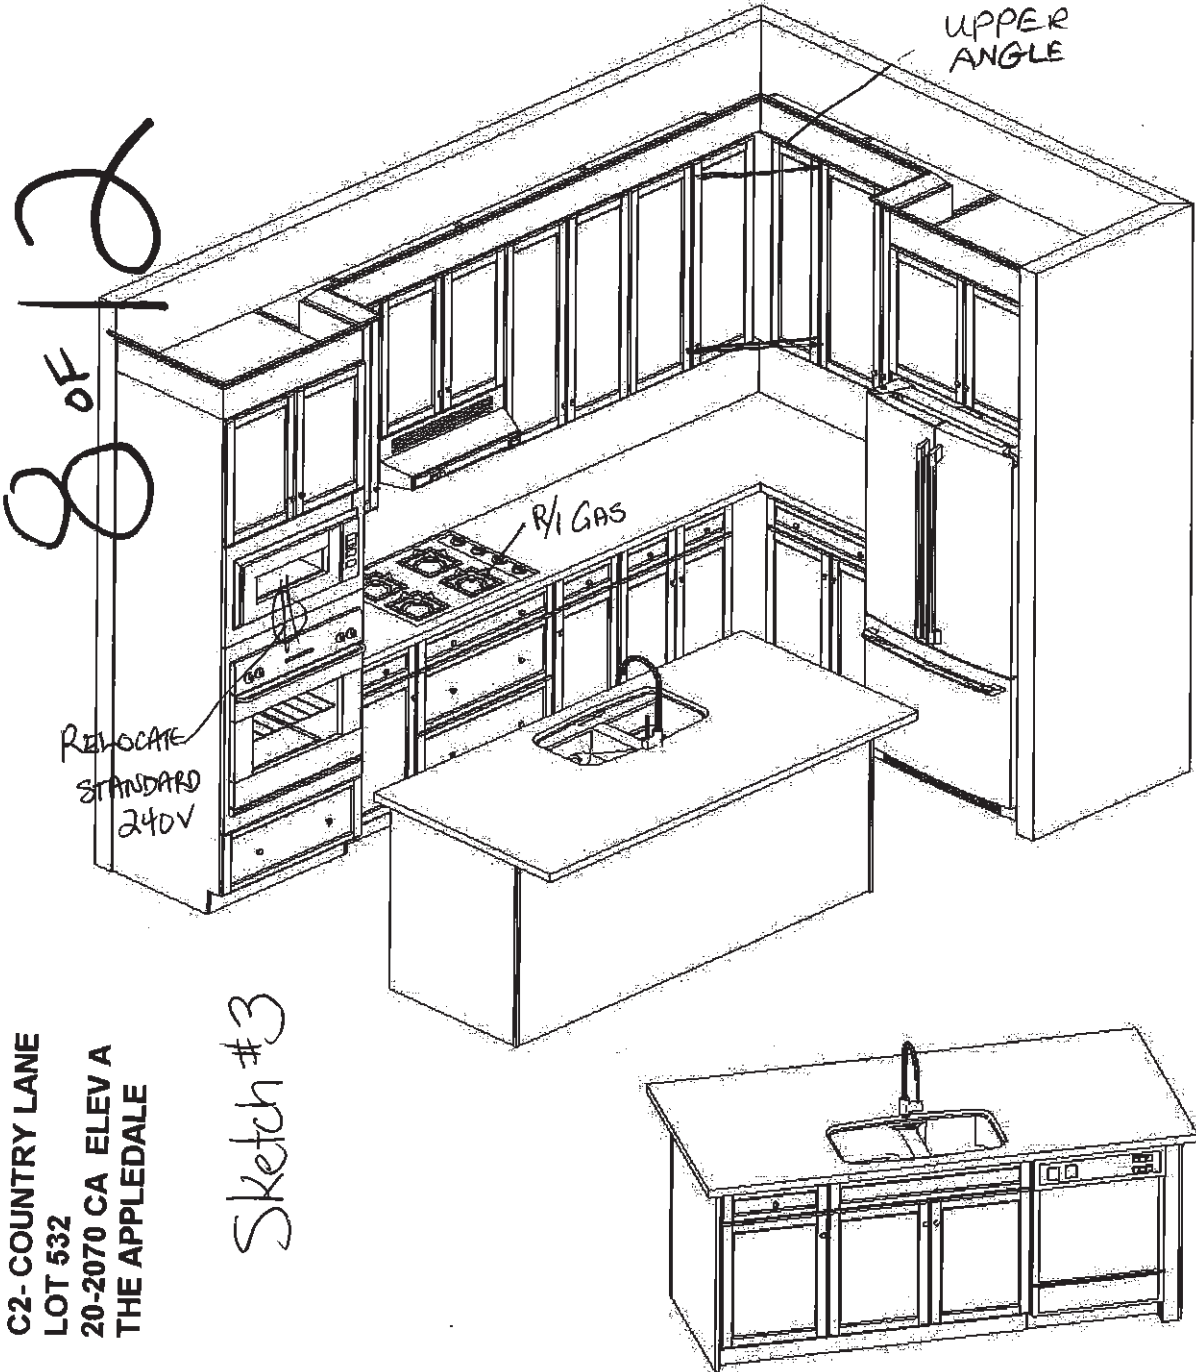 UPPER
ANGLE
8 OF 12
R/I GAS
RELOCATE
STANDARD
240V
Sketch #3
C2- COUNTRY LANE
LOT 532
20-2070 CA ELEV A
THE APPLEDALE